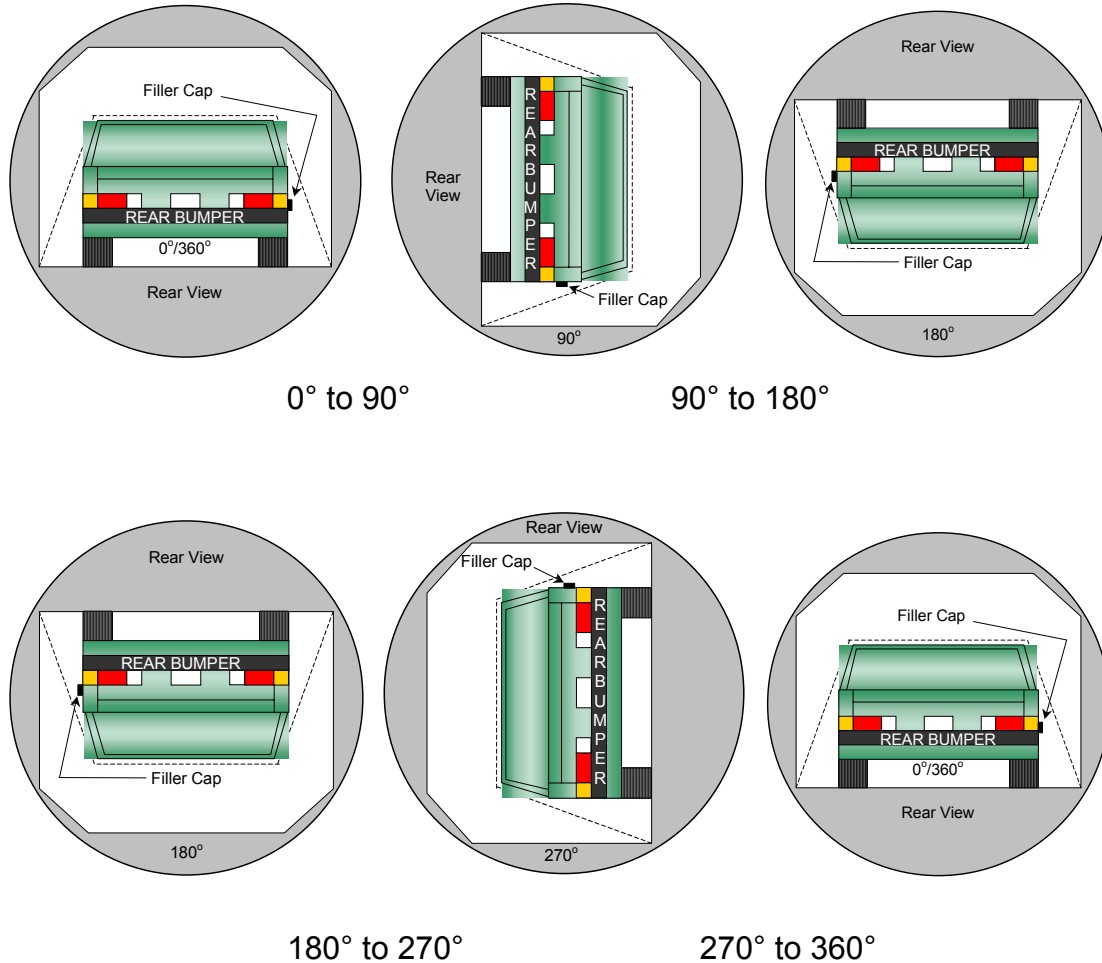 Filler Cap
REAR BUMPER
0°/360°
Rear View
Rear
View
REARBUMPER
Filler Cap
90°
Rear View
REAR BUMPER
Filler Cap
180°
0° to 90°
90° to 180°
Rear View
REAR BUMPER
Filler Cap
180°
Rear View
Filler Cap
REARBUMPER
270°
Filler Cap
REAR BUMPER
0°/360°
Rear View
180° to 270°
270° to 360°